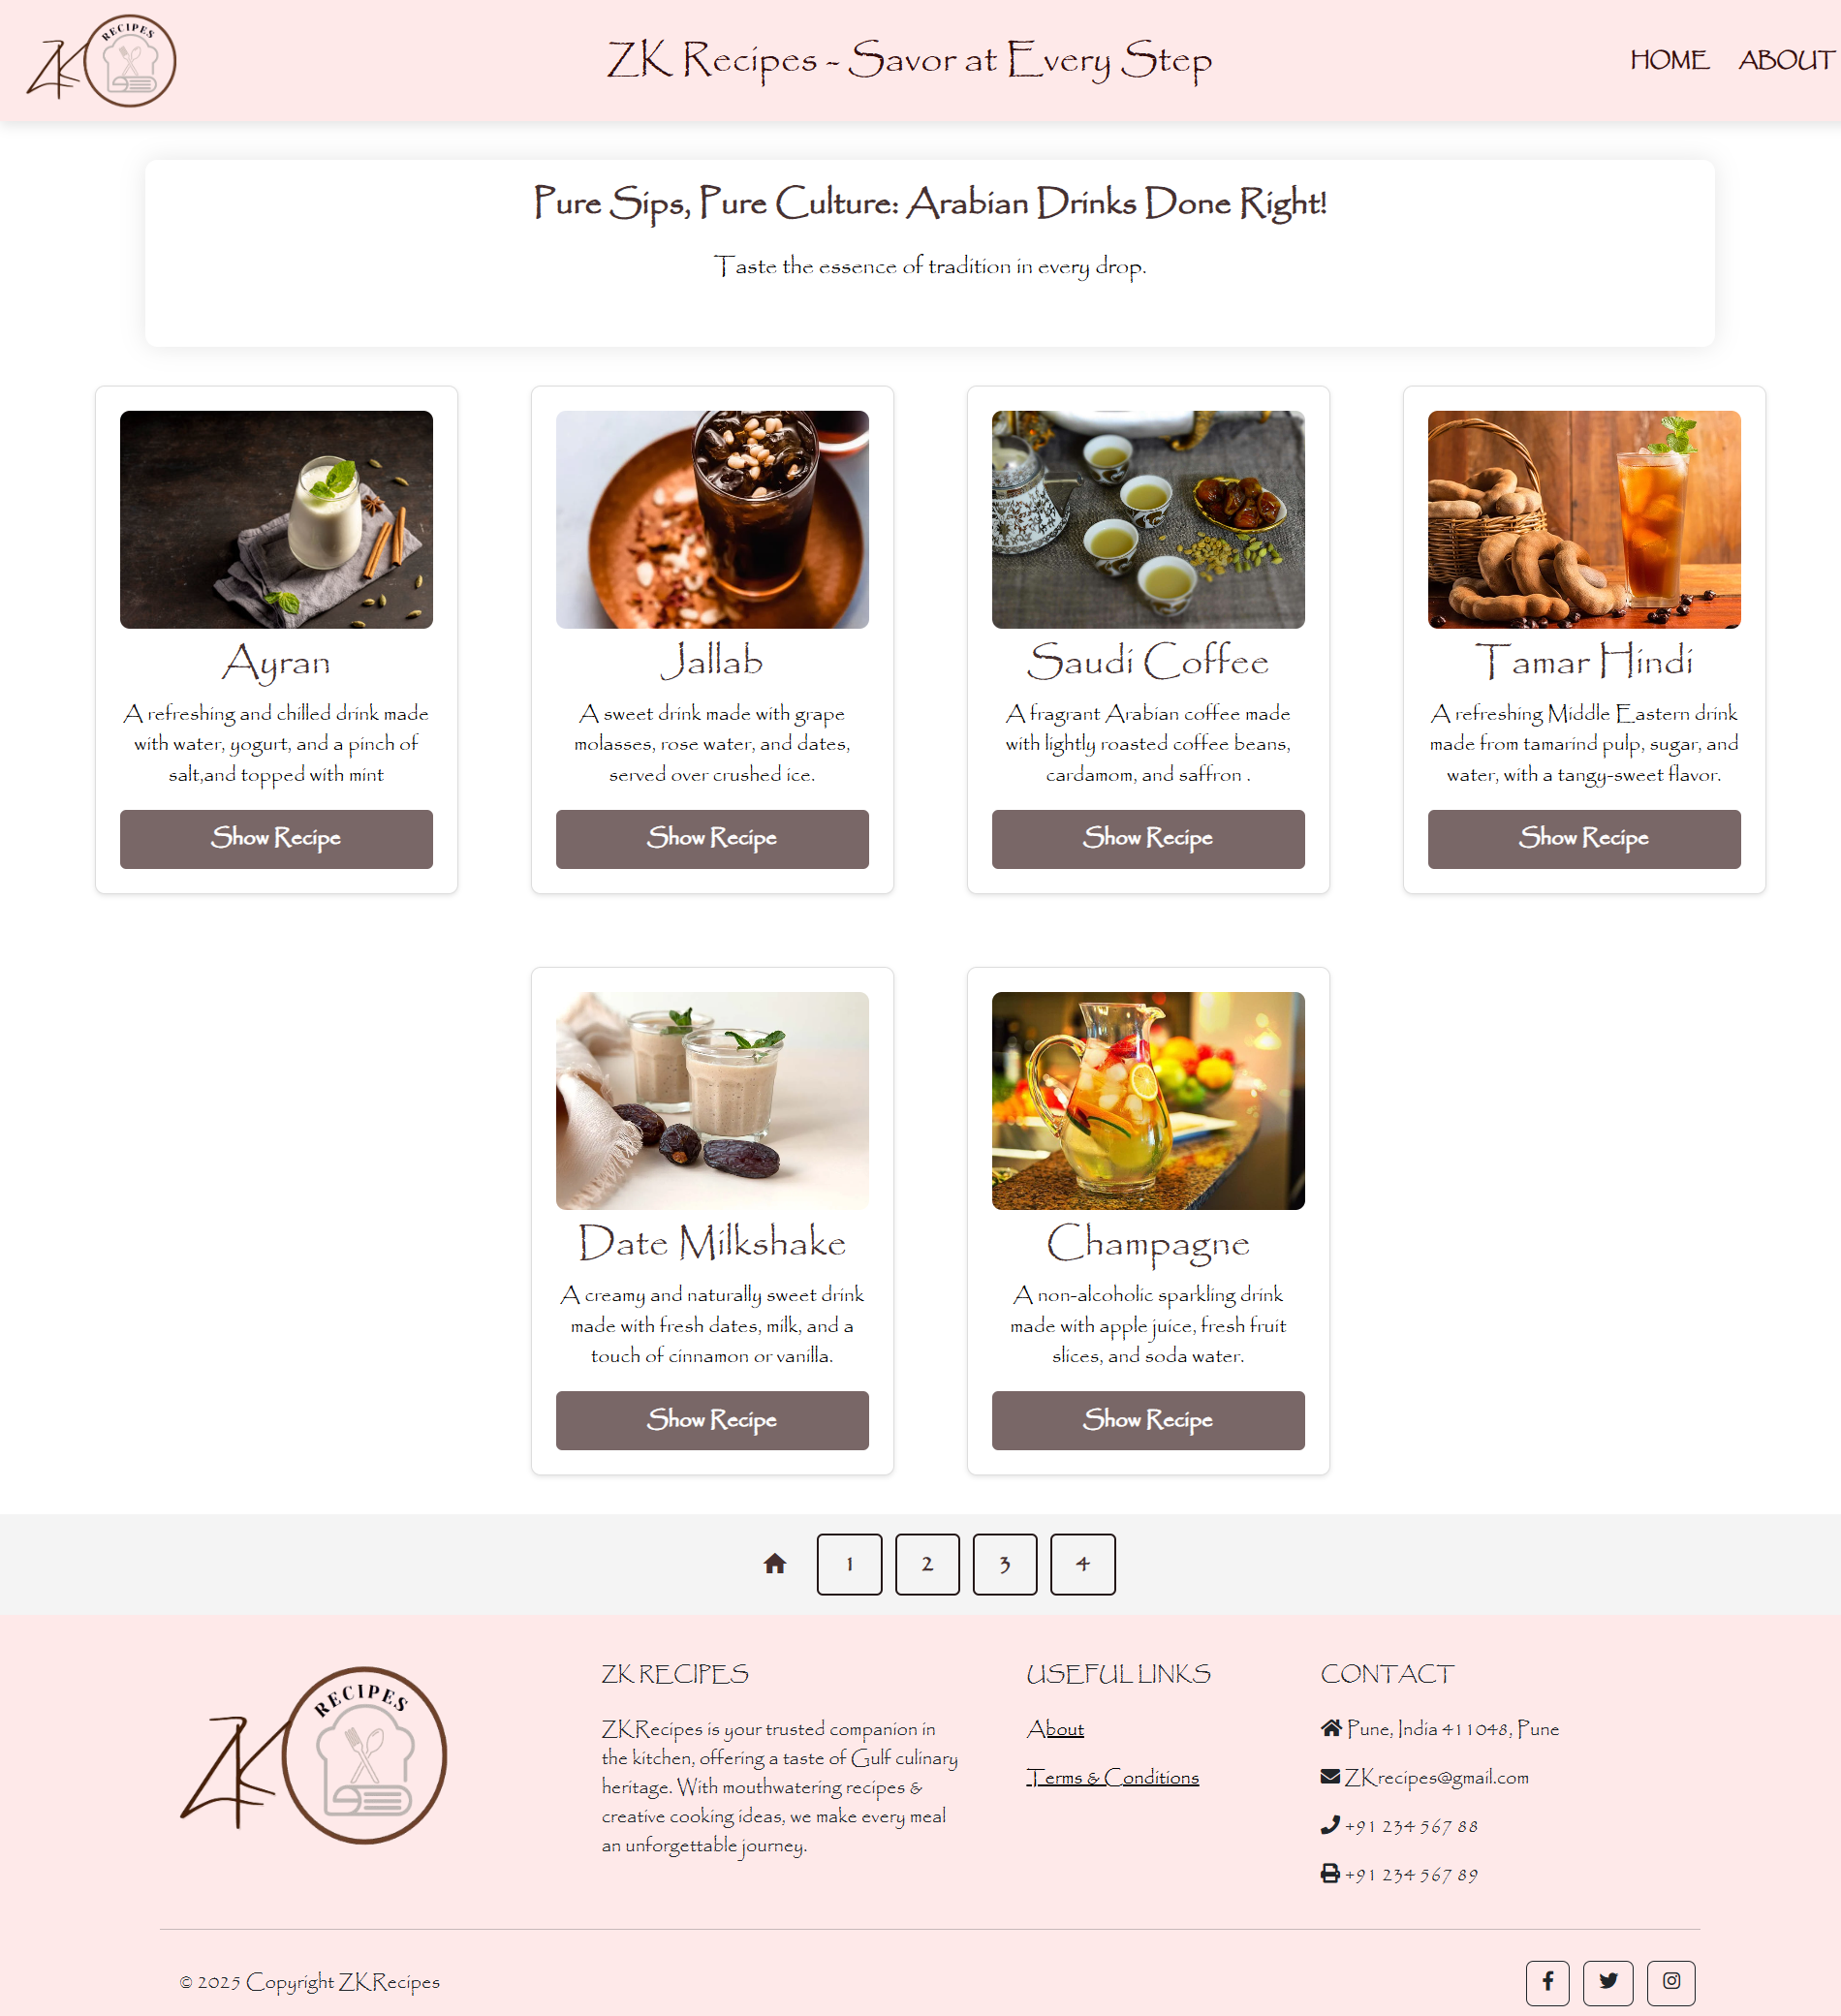 ZK RECIPES
ZK Recipes ~ Savor at Every Step
HOME ABOUT
Pure Sips, Pure Culture: Arabian Drinks Done Right!
Taste the essence of tradition in every drop.
Ayran
A refreshing and chilled drink made
with water, yogurt, and a pinch of
salt,and topped with mint
Show Recipe
Jallab
A sweet drink made with grape
molasses, rose water, and dates,
served over crushed ice.
Show Recipe
Saudi Coffee
A fragrant Arabian coffee made
with lightly roasted coffee beans,
cardamom, and saffron .
Show Recipe
Tamar Hindi
A refreshing Middle Eastern drink
made from tamarind pulp, sugar, and
water, with a tangy-sweet flavor.
Show Recipe
Date Milkshake
A creamy and naturally sweet drink
made with fresh dates, milk, and a
touch of cinnamon or vanilla.
Show Recipe
Champagne
A non-alcoholic sparkling drink
made with apple juice, fresh fruit
slices, and soda water.
Show Recipe
1 2 3 4
ZK RECIPES
ZK RECIPES
ZKRecipes is your trusted companion in
the kitchen, offering a taste of Gulf culinary
heritage. With mouthwatering recipes &
creative cooking ideas, we make every meal
an unforgettable journey.
USEFUL LINKS
About
Terms & Conditions
CONTACT
Pune, India 411048, Pune
ZKrecipes@gmail.com
+91 234 567 88
+91 234 567 89
© 2025 Copyright ZKRecipes